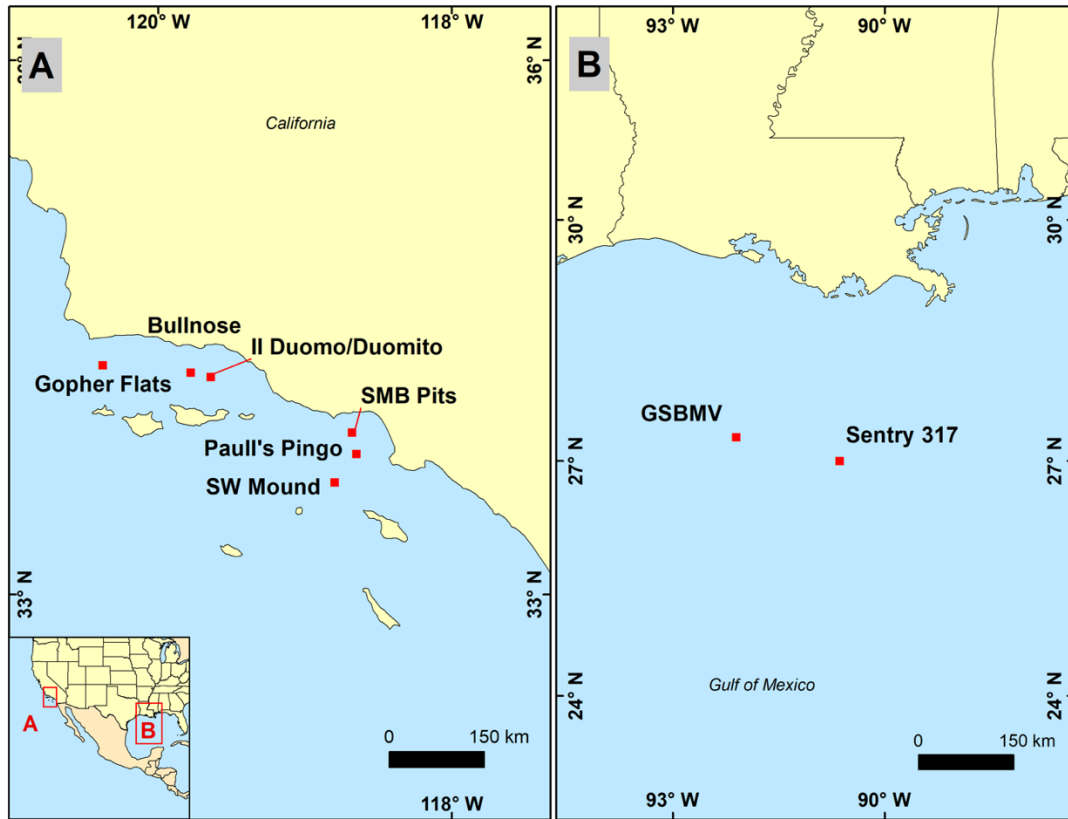 120° W
118° W
A
36° N
36° N
California
Bullnose
Il Duomo/Duomito
Gopher Flats
SMB Pits
Paull's Pingo
SW Mound
33° N
33° N
A
B
0
150 km
118° W
93° W
90° W
B
30° N
30° N
GSBMV
Sentry 317
27° N
27° N
Gulf of Mexico
24° N
24° N
0
150 km
93° W
90° W